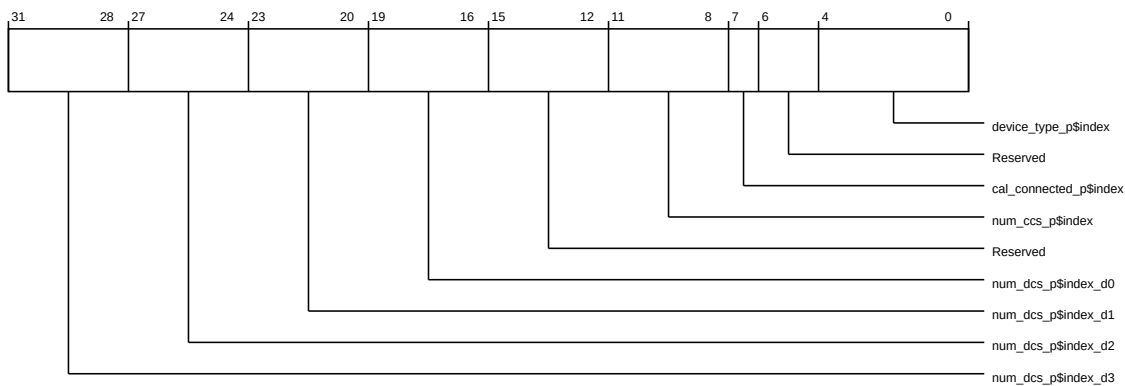 31 28 27 24 23 20 19 16 15 12 11 8 7 6 4 0
device_type_p$index
Reserved
cal_connected_p$index
num_ccs_p$index
Reserved
num_dcs_p$index_d0
num_dcs_p$index_d1
num_dcs_p$index_d2
num_dcs_p$index_d3